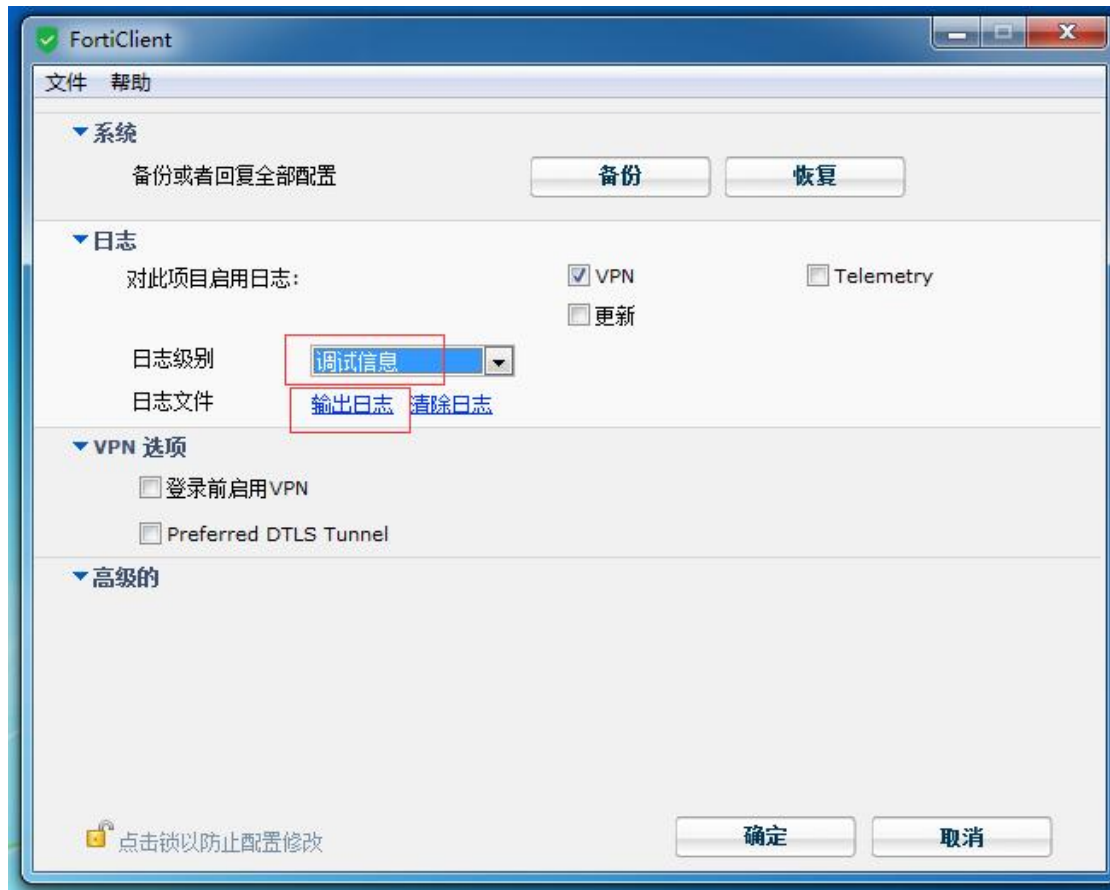 FortiClient
文件 帮助
系统
备份或者回复全部配置 备份 恢复
日志
对此项目启用日志: VPN Telemetry
更新
日志级别 调试信息
日志文件 输出日志 清除日志
VPN 选项
登录前启用VPN
Preferred DTLS Tunnel
高级的
点击锁以防止配置修改 确定 取消